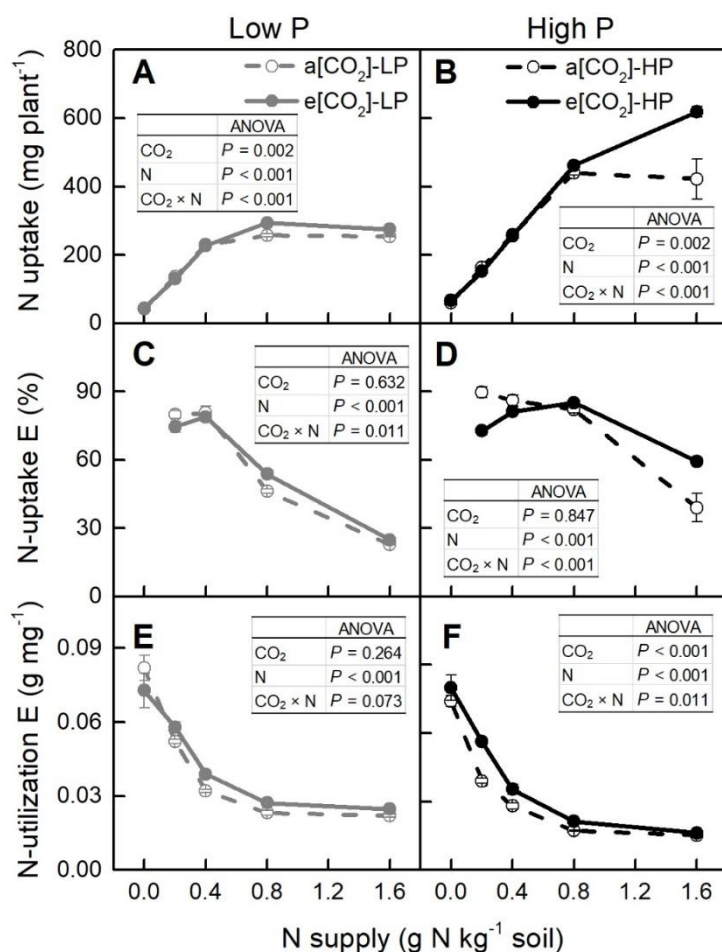 Low P
High P
N uptake (mg plant⁻¹)
800
600
400
200
0
A
a[CO₂]-LP
e[CO₂]-LP
ANOVA
CO₂ P = 0.002
N P < 0.001
CO₂ × N P < 0.001
B
a[CO₂]-HP
e[CO₂]-HP
ANOVA
CO₂ P = 0.002
N P < 0.001
CO₂ × N P < 0.001
N-uptake E (%)
90
60
30
0
C
ANOVA
CO₂ P = 0.632
N P < 0.001
CO₂ × N P = 0.011
D
ANOVA
CO₂ P = 0.847
N P < 0.001
CO₂ × N P < 0.001
N-utilization E (g mg⁻¹)
0.09
0.06
0.03
0.00
E
ANOVA
CO₂ P = 0.264
N P < 0.001
CO₂ × N P = 0.073
F
ANOVA
CO₂ P < 0.001
N P < 0.001
CO₂ × N P = 0.011
0.0 0.4 0.8 1.2 1.6
0.0 0.4 0.8 1.2 1.6
N supply (g N kg⁻¹ soil)